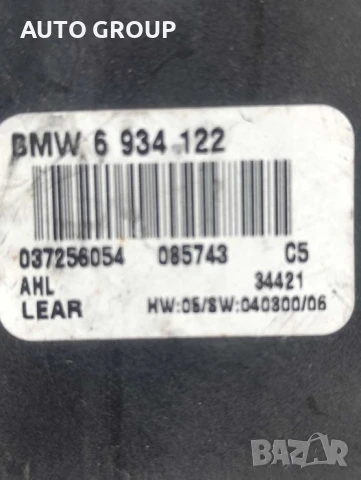 AUTO GROUP
BMW 6 934 122
037256054 085743 C5
AHL 34421
LEAR HW:05/SW:040300/06
BAZAR